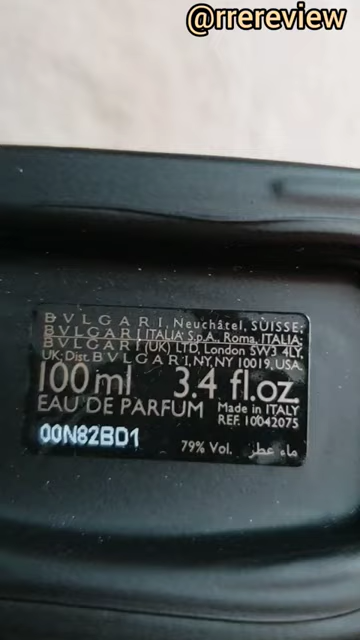 @rrereview
BVLGARI, Neuchâtel, SUISSE;
BVLGARI ITALIA S.p.A., Roma, ITALIA;
BVLGARI (UK) LTD, London SW3 4LY,
UK; Dist. BVLGARI, NY, NY 10019, USA.
100 ml 3.4 fl.oz.
EAU DE PARFUM Made in ITALY
REF. 10042075
00N82BD1 79% Vol. ماء عطر